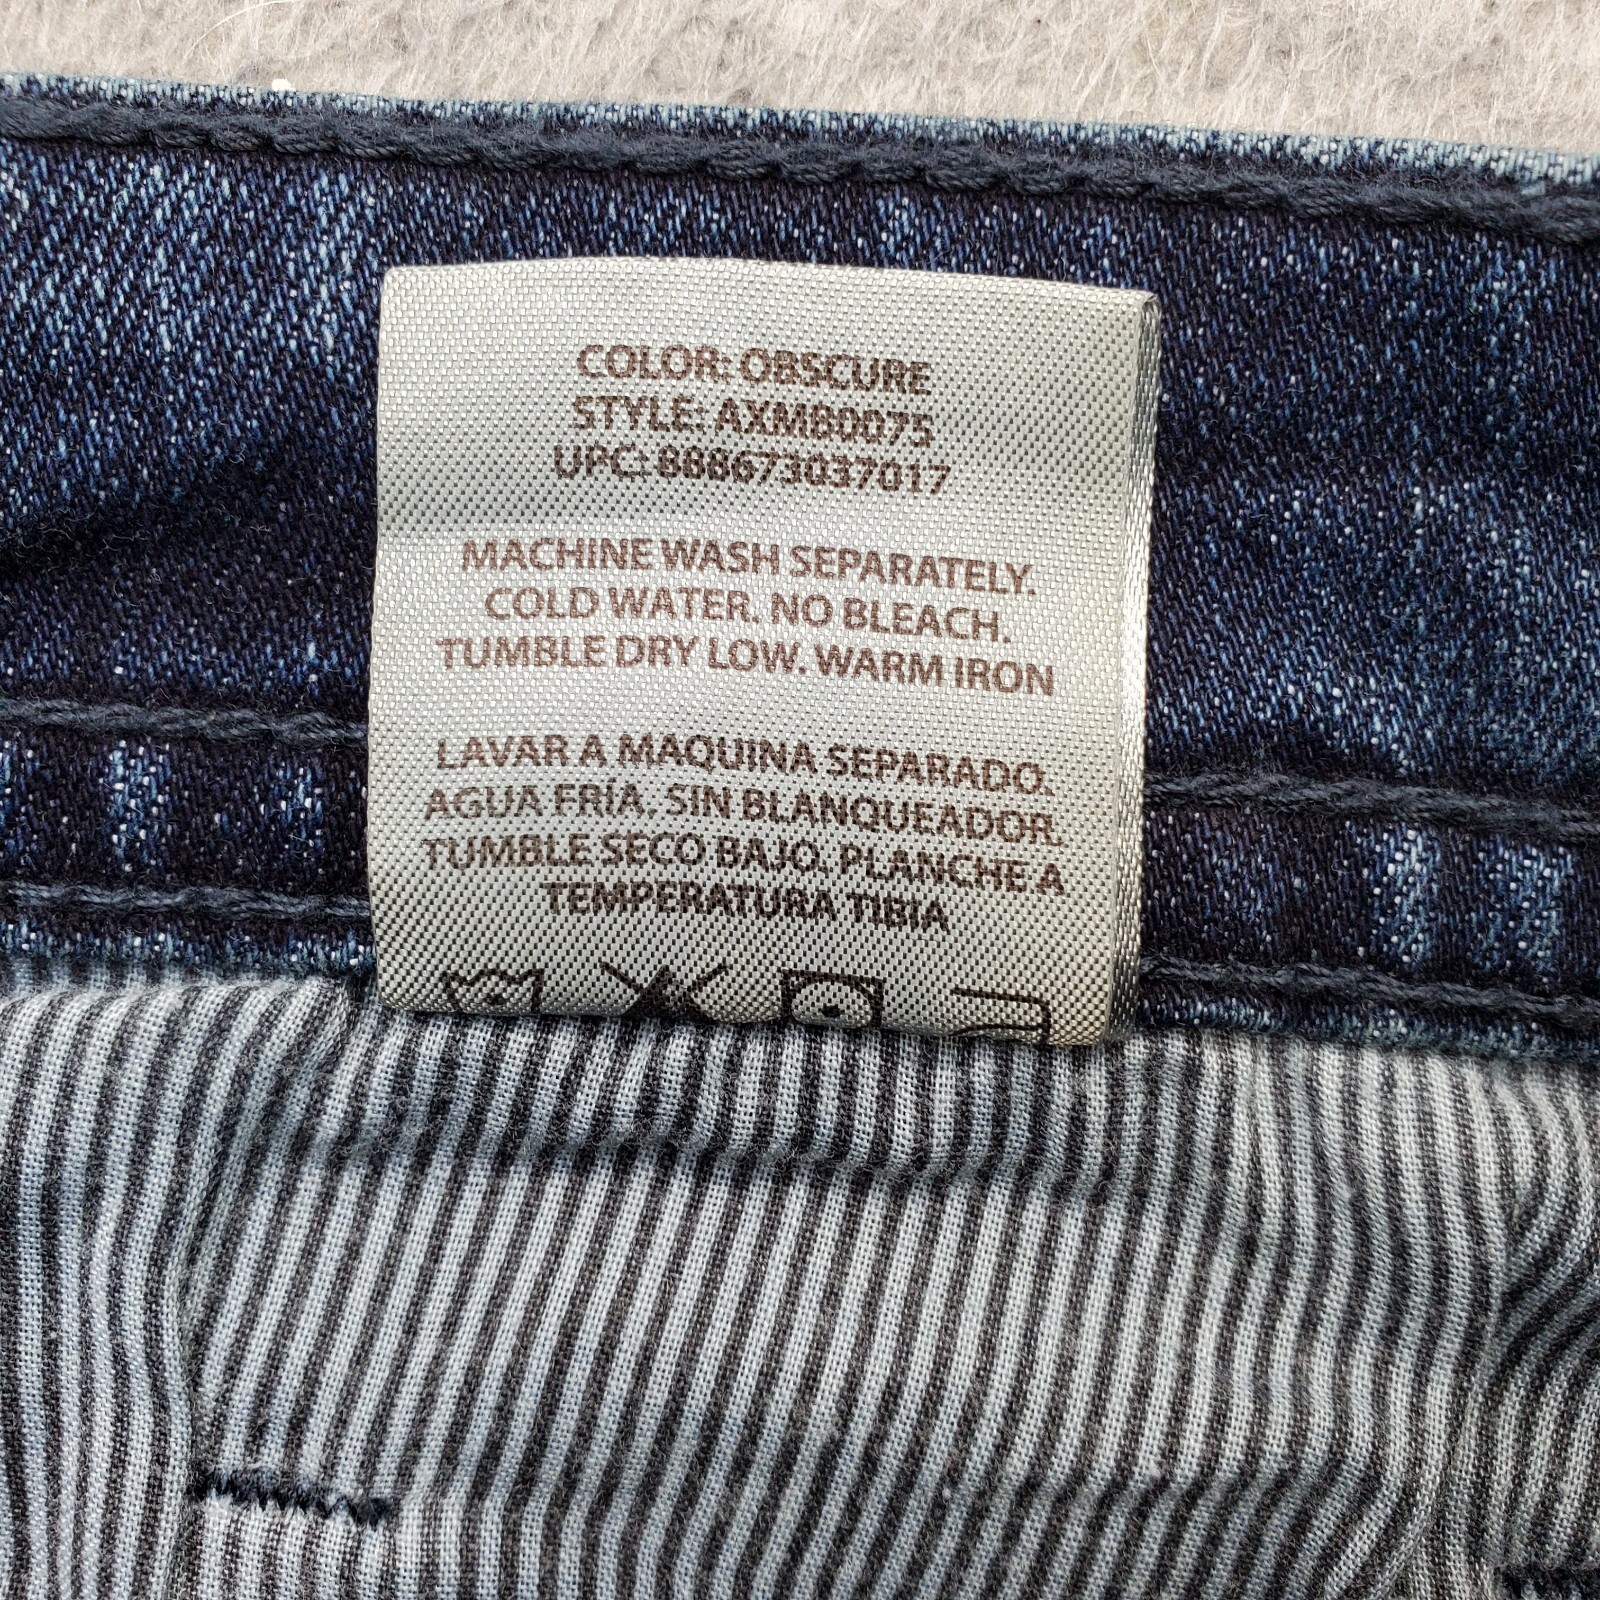 COLOR: OBSCURE
STYLE: AXMB0075
UPC: 888673037017
MACHINE WASH SEPARATELY.
COLD WATER. NO BLEACH.
TUMBLE DRY LOW. WARM IRON
LAVAR A MAQUINA SEPARADO.
AGUA FRÍA. SIN BLANQUEADOR.
TUMBLE SECO BAJO. PLANCHE A
TEMPERATURA TIBIA